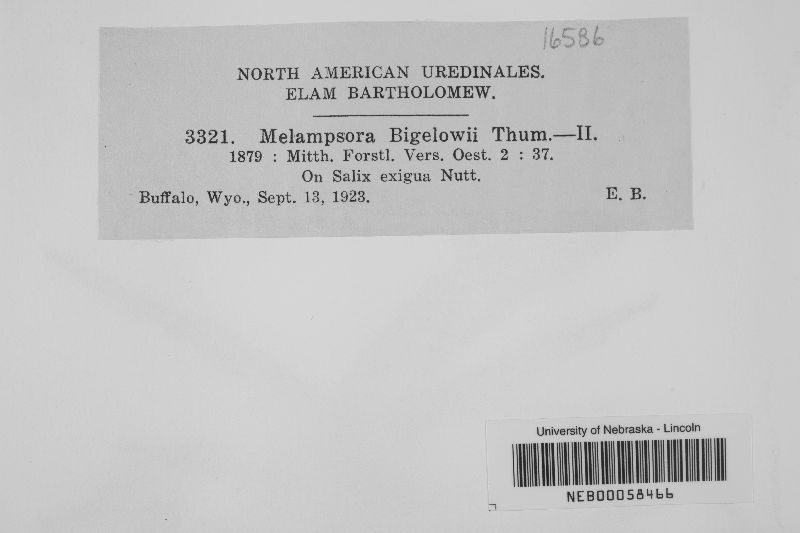 16586
NORTH AMERICAN UREDINALES.
ELAM BARTHOLOMEW.
3321. Melampsora Bigelowii Thum.—II.
1879 : Mitth. Forstl. Vers. Oest. 2 : 37.
On Salix exigua Nutt.
Buffalo, Wyo., Sept. 13, 1923. E. B.
University of Nebraska - Lincoln
NEB00058466